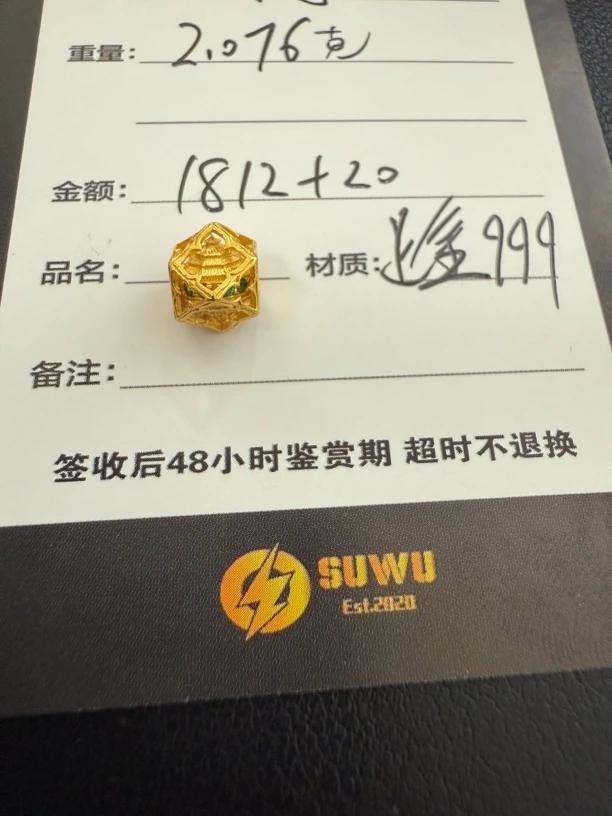 重量: 2.076克
金额: 1812+20
品名:
材质: 足金999
备注:
签收后48小时鉴赏期 超时不退换
SUWU
Est.2020